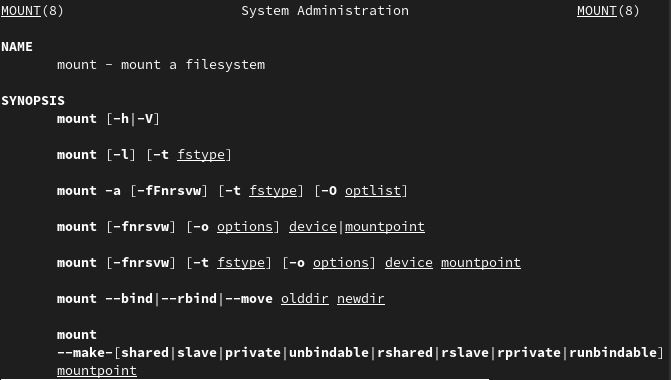 MOUNT(8) System Administration MOUNT(8)
NAME
mount - mount a filesystem
SYNOPSIS
mount [-h|-V]
mount [-l] [-t fstype]
mount -a [-fFnrsvw] [-t fstype] [-O optlist]
mount [-fnrsvw] [-o options] device|mountpoint
mount [-fnrsvw] [-t fstype] [-o options] device mountpoint
mount --bind|--rbind|--move olddir newdir
mount
--make-[shared|slave|private|unbindable|rshared|rslave|rprivate|runbindable]
mountpoint